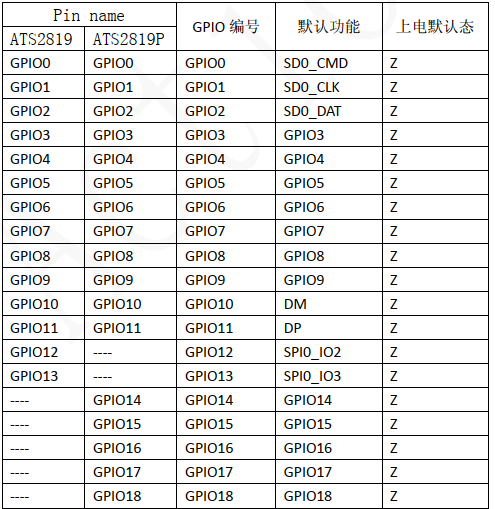 Pin name GPIO 编号 默认功能 上电默认态
ATS2819 ATS2819P
GPIO0 GPIO0 GPIO0 SD0_CMD Z
GPIO1 GPIO1 GPIO1 SD0_CLK Z
GPIO2 GPIO2 GPIO2 SD0_DAT Z
GPIO3 GPIO3 GPIO3 GPIO3 Z
GPIO4 GPIO4 GPIO4 GPIO4 Z
GPIO5 GPIO5 GPIO5 GPIO5 Z
GPIO6 GPIO6 GPIO6 GPIO6 Z
GPIO7 GPIO7 GPIO7 GPIO7 Z
GPIO8 GPIO8 GPIO8 GPIO8 Z
GPIO9 GPIO9 GPIO9 GPIO9 Z
GPIO10 GPIO10 GPIO10 DM Z
GPIO11 GPIO11 GPIO11 DP Z
GPIO12 ---- GPIO12 SPI0_IO2 Z
GPIO13 ---- GPIO13 SPI0_IO3 Z
---- GPIO14 GPIO14 GPIO14 Z
---- GPIO15 GPIO15 GPIO15 Z
---- GPIO16 GPIO16 GPIO16 Z
---- GPIO17 GPIO17 GPIO17 Z
---- GPIO18 GPIO18 GPIO18 Z